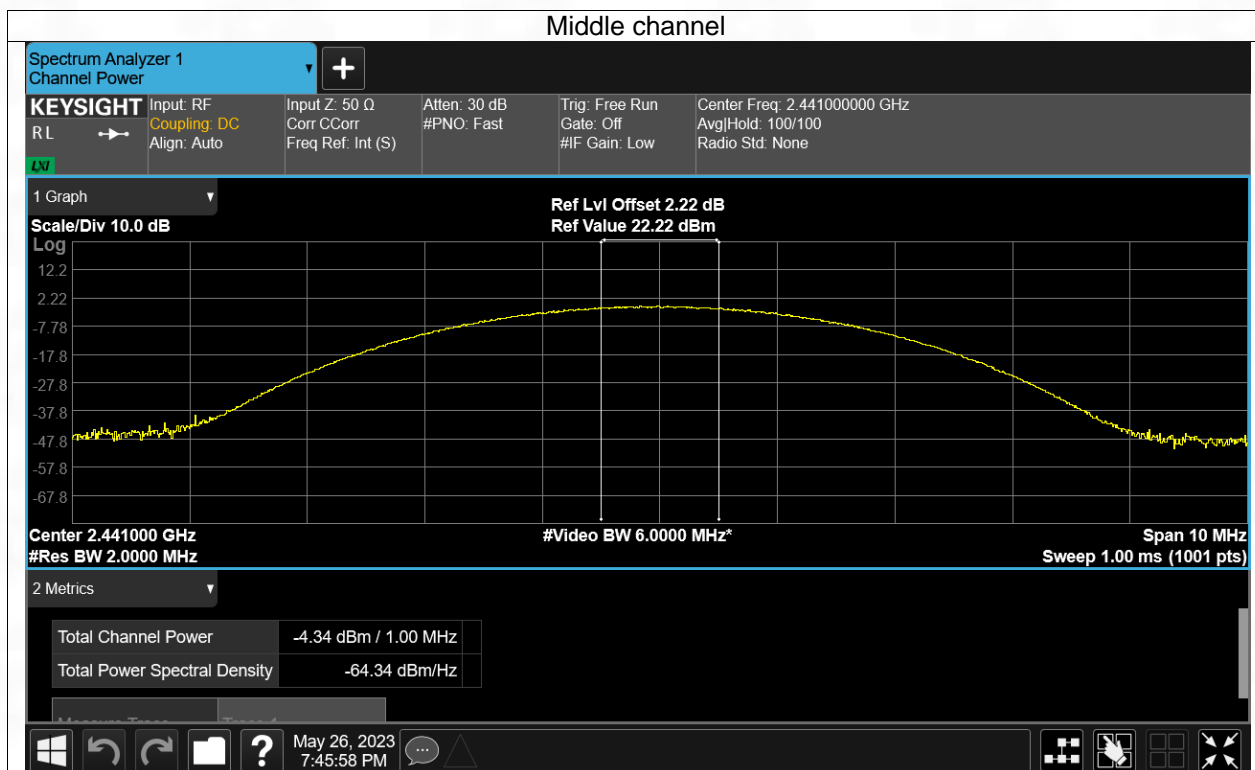 Middle channel
Spectrum Analyzer 1
Channel Power
KEYSIGHT
RL
LXI
Input: RF
Coupling: DC
Align: Auto
Input Z: 50 Ω
Corr CCorr
Freq Ref: Int (S)
Atten: 30 dB
#PNO: Fast
Trig: Free Run
Gate: Off
#IF Gain: Low
Center Freq: 2.441000000 GHz
Avg|Hold: 100/100
Radio Std: None
1 Graph
Scale/Div 10.0 dB
Ref Lvl Offset 2.22 dB
Ref Value 22.22 dBm
Log
12.2
2.22
-7.78
-17.8
-27.8
-37.8
-47.8
-57.8
-67.8
Center 2.441000 GHz
#Res BW 2.0000 MHz
#Video BW 6.0000 MHz*
Span 10 MHz
Sweep 1.00 ms (1001 pts)
2 Metrics
Total Channel Power -4.34 dBm / 1.00 MHz
Total Power Spectral Density -64.34 dBm/Hz
?
May 26, 2023
7:45:58 PM